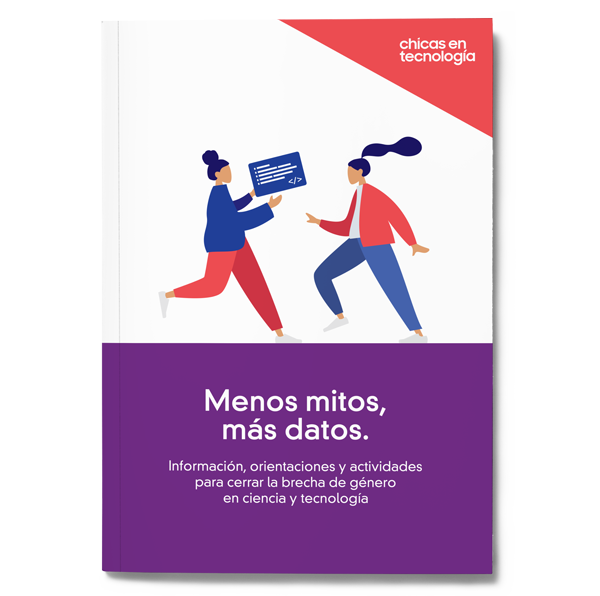 chicas en
tecnología
</>
Menos mitos,
más datos.
Información, orientaciones y actividades
para cerrar la brecha de género
en ciencia y tecnología